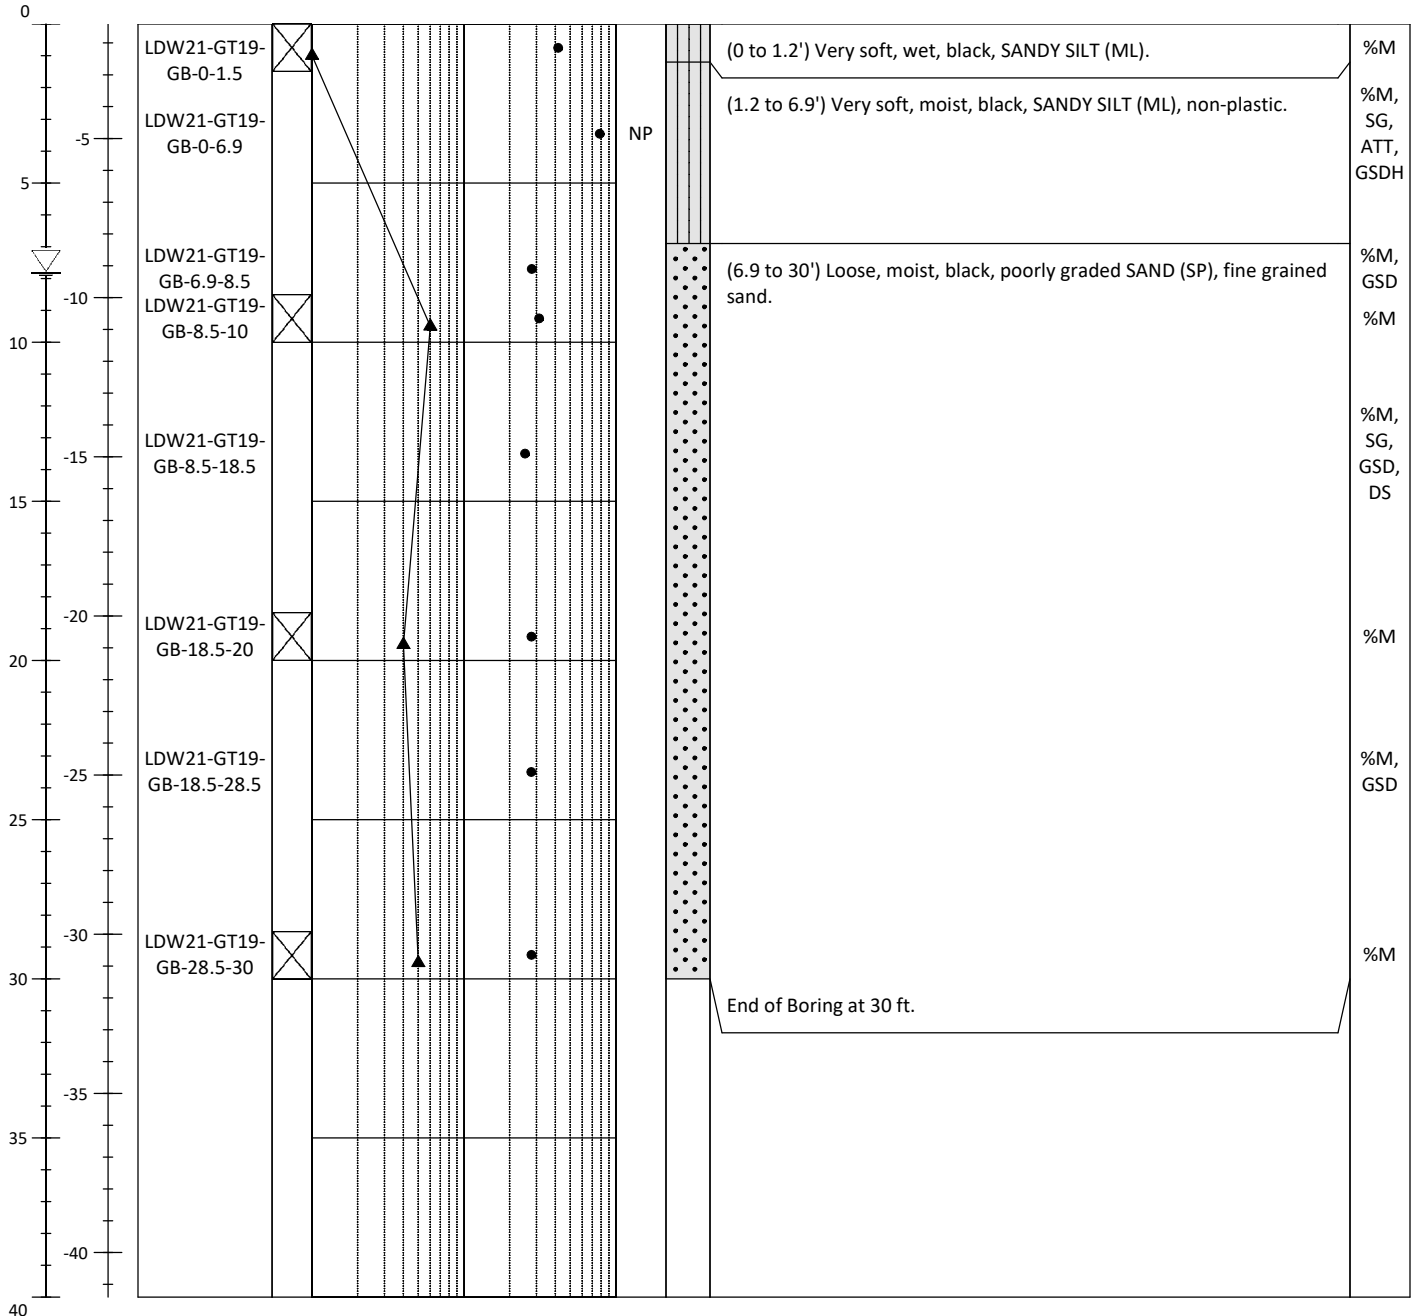 0
LDW21-GT19-
GB-0-1.5
(0 to 1.2') Very soft, wet, black, SANDY SILT (ML).
%M
(1.2 to 6.9') Very soft, moist, black, SANDY SILT (ML), non-plastic.
%M,
SG,
ATT,
GSDH
-5
LDW21-GT19-
GB-0-6.9
NP
5
LDW21-GT19-
GB-6.9-8.5
(6.9 to 30') Loose, moist, black, poorly graded SAND (SP), fine grained
sand.
%M,
GSD
-10
LDW21-GT19-
GB-8.5-10
%M
10
-15
LDW21-GT19-
GB-8.5-18.5
%M,
SG,
GSD,
DS
15
-20
LDW21-GT19-
GB-18.5-20
%M
20
-25
LDW21-GT19-
GB-18.5-28.5
%M,
GSD
25
-30
LDW21-GT19-
GB-28.5-30
%M
30
End of Boring at 30 ft.
-35
35
-40
40